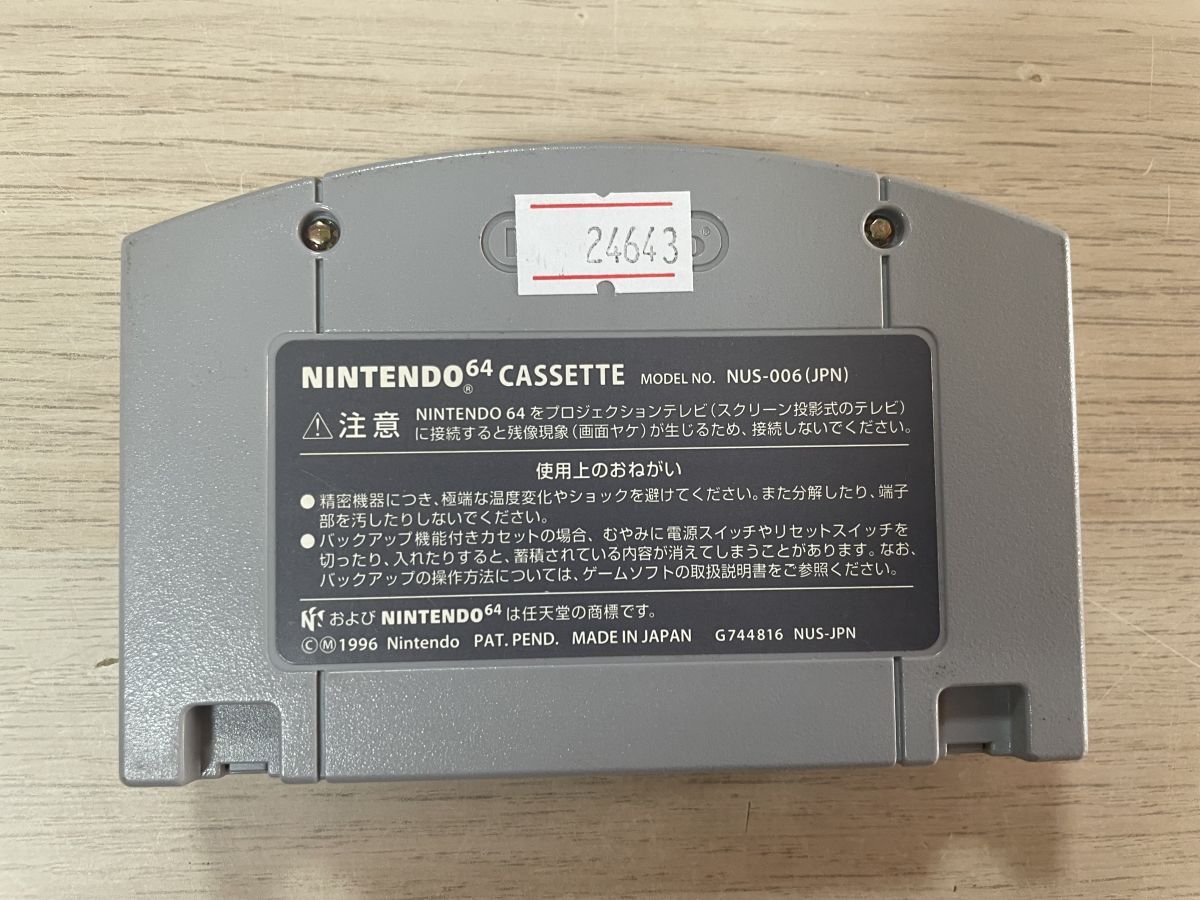 24643
NINTENDO64® CASSETTE MODEL NO. NUS-006(JPN)
⚠注意 NINTENDO 64をプロジェクションテレビ(スクリーン投影式のテレビ)
に接続すると残像現象(画面ヤケ)が生じるため、接続しないでください。
使用上のおねがい
●精密機器につき、極端な温度変化やショックを避けてください。また分解したり、端子
部を汚したりしないでください。
●バックアップ機能付きカセットの場合、むやみに電源スイッチやリセットスイッチを
切ったり、入れたりすると、蓄積されている内容が消えてしまうことがあります。なお、
バックアップの操作方法については、ゲームソフトの取扱説明書をご参照ください。
および NINTENDO64 は任天堂の商標です。
ⒸⓂ1996 Nintendo PAT. PEND. MADE IN JAPAN G744816 NUS-JPN